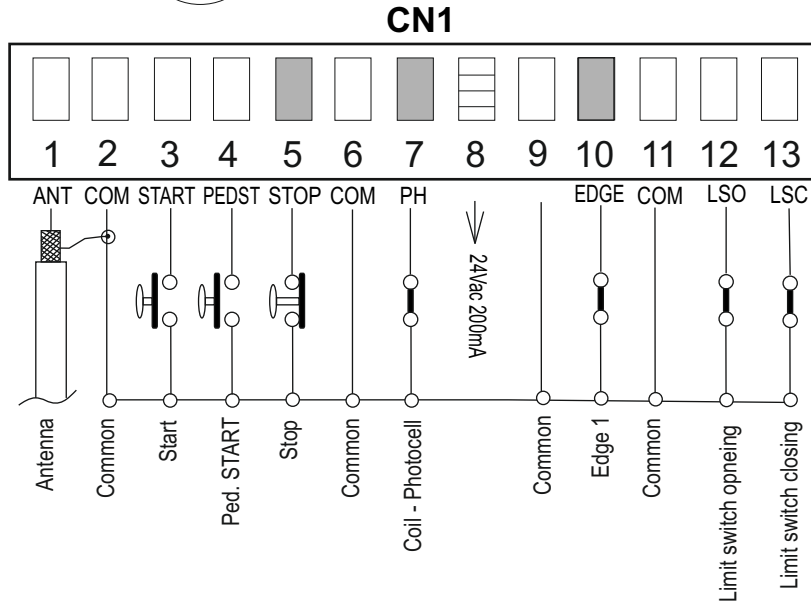 CN1
1 2 3 4 5 6 7 8 9 10 11 12 13
ANT COM START PEDST STOP COM PH EDGE COM LSO LSC
24Vac 200mA
Antenna
Common
Start
Ped. START
Stop
Common
Coil - Photocell
Common
Edge 1
Common
Limit switch opneing
Limit switch closing